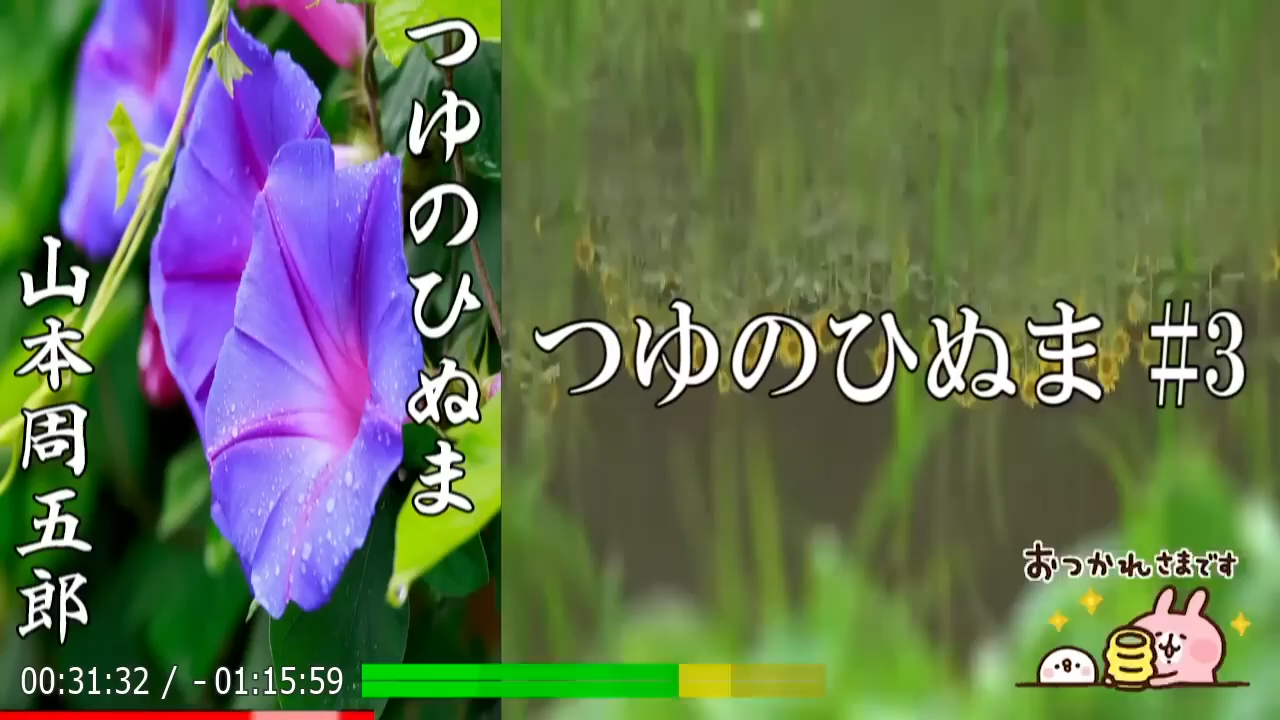 つゆのひぬま
山本周五郎
つゆのひぬま #3
おつかれさまです
00:31:32 / -01:15:59